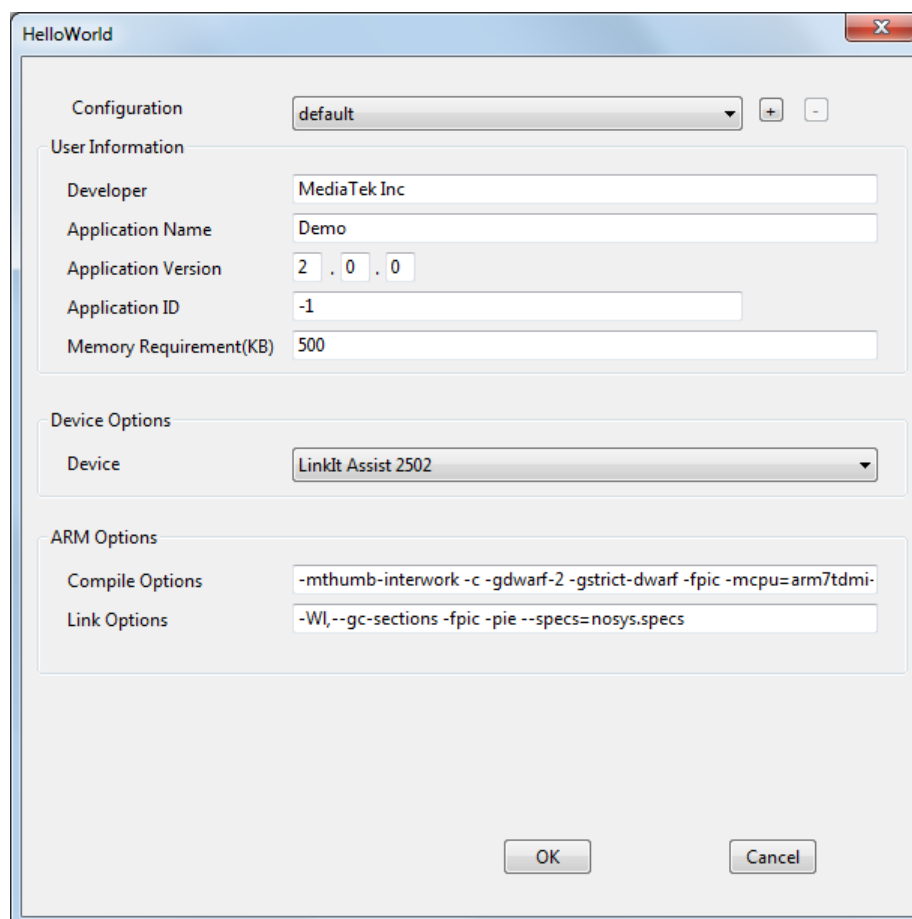 HelloWorld
Configuration default + -
User Information
Developer MediaTek Inc
Application Name Demo
Application Version 2 . 0 . 0
Application ID -1
Memory Requirement(KB) 500
Device Options
Device LinkIt Assist 2502
ARM Options
Compile Options -mthumb-interwork -c -gdwarf-2 -gstrict-dwarf -fpic -mcpu=arm7tdmi-
Link Options -Wl,--gc-sections -fpic -pie --specs=nosys.specs
OK Cancel